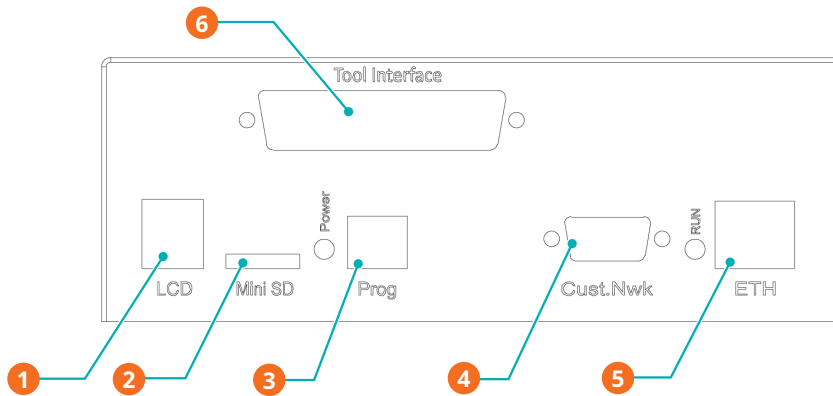 6
Tool Interface
Power
RUN
LCD
Mini SD
Prog
Cust.Nwk
ETH
1
2
3
4
5